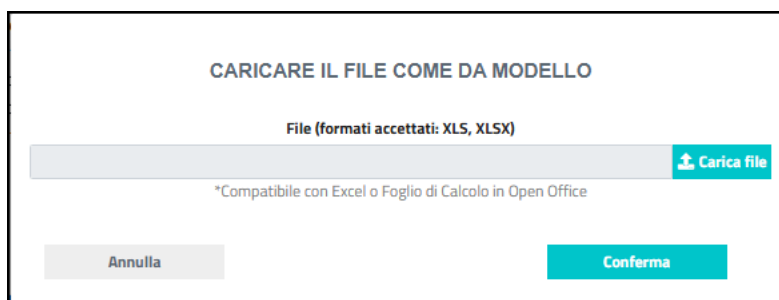 CARICARE IL FILE COME DA MODELLO
File (formati accettati: XLS, XLSX)
Carica file
*Compatibile con Excel o Foglio di Calcolo in Open Office
Annulla
Conferma